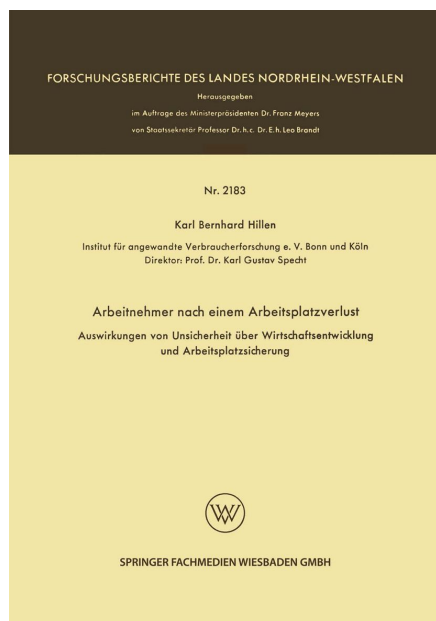 FORSCHUNGSBERICHTE DES LANDES NORDRHEIN-WESTFALEN
Herausgegeben
im Auftrage des Ministerpräsidenten Dr. Franz Meyers
von Staatssekretär Professor Dr. h. c. Dr. E. h. Leo Brandt
Nr. 2183
Karl Bernhard Hillen
Institut für angewandte Verbraucherforschung e. V. Bonn und Köln
Direktor: Prof. Dr. Karl Gustav Specht
Arbeitnehmer nach einem Arbeitsplatzverlust
Auswirkungen von Unsicherheit über Wirtschaftsentwicklung
und Arbeitsplatzsicherung
W
SPRINGER FACHMEDIEN WIESBADEN GMBH